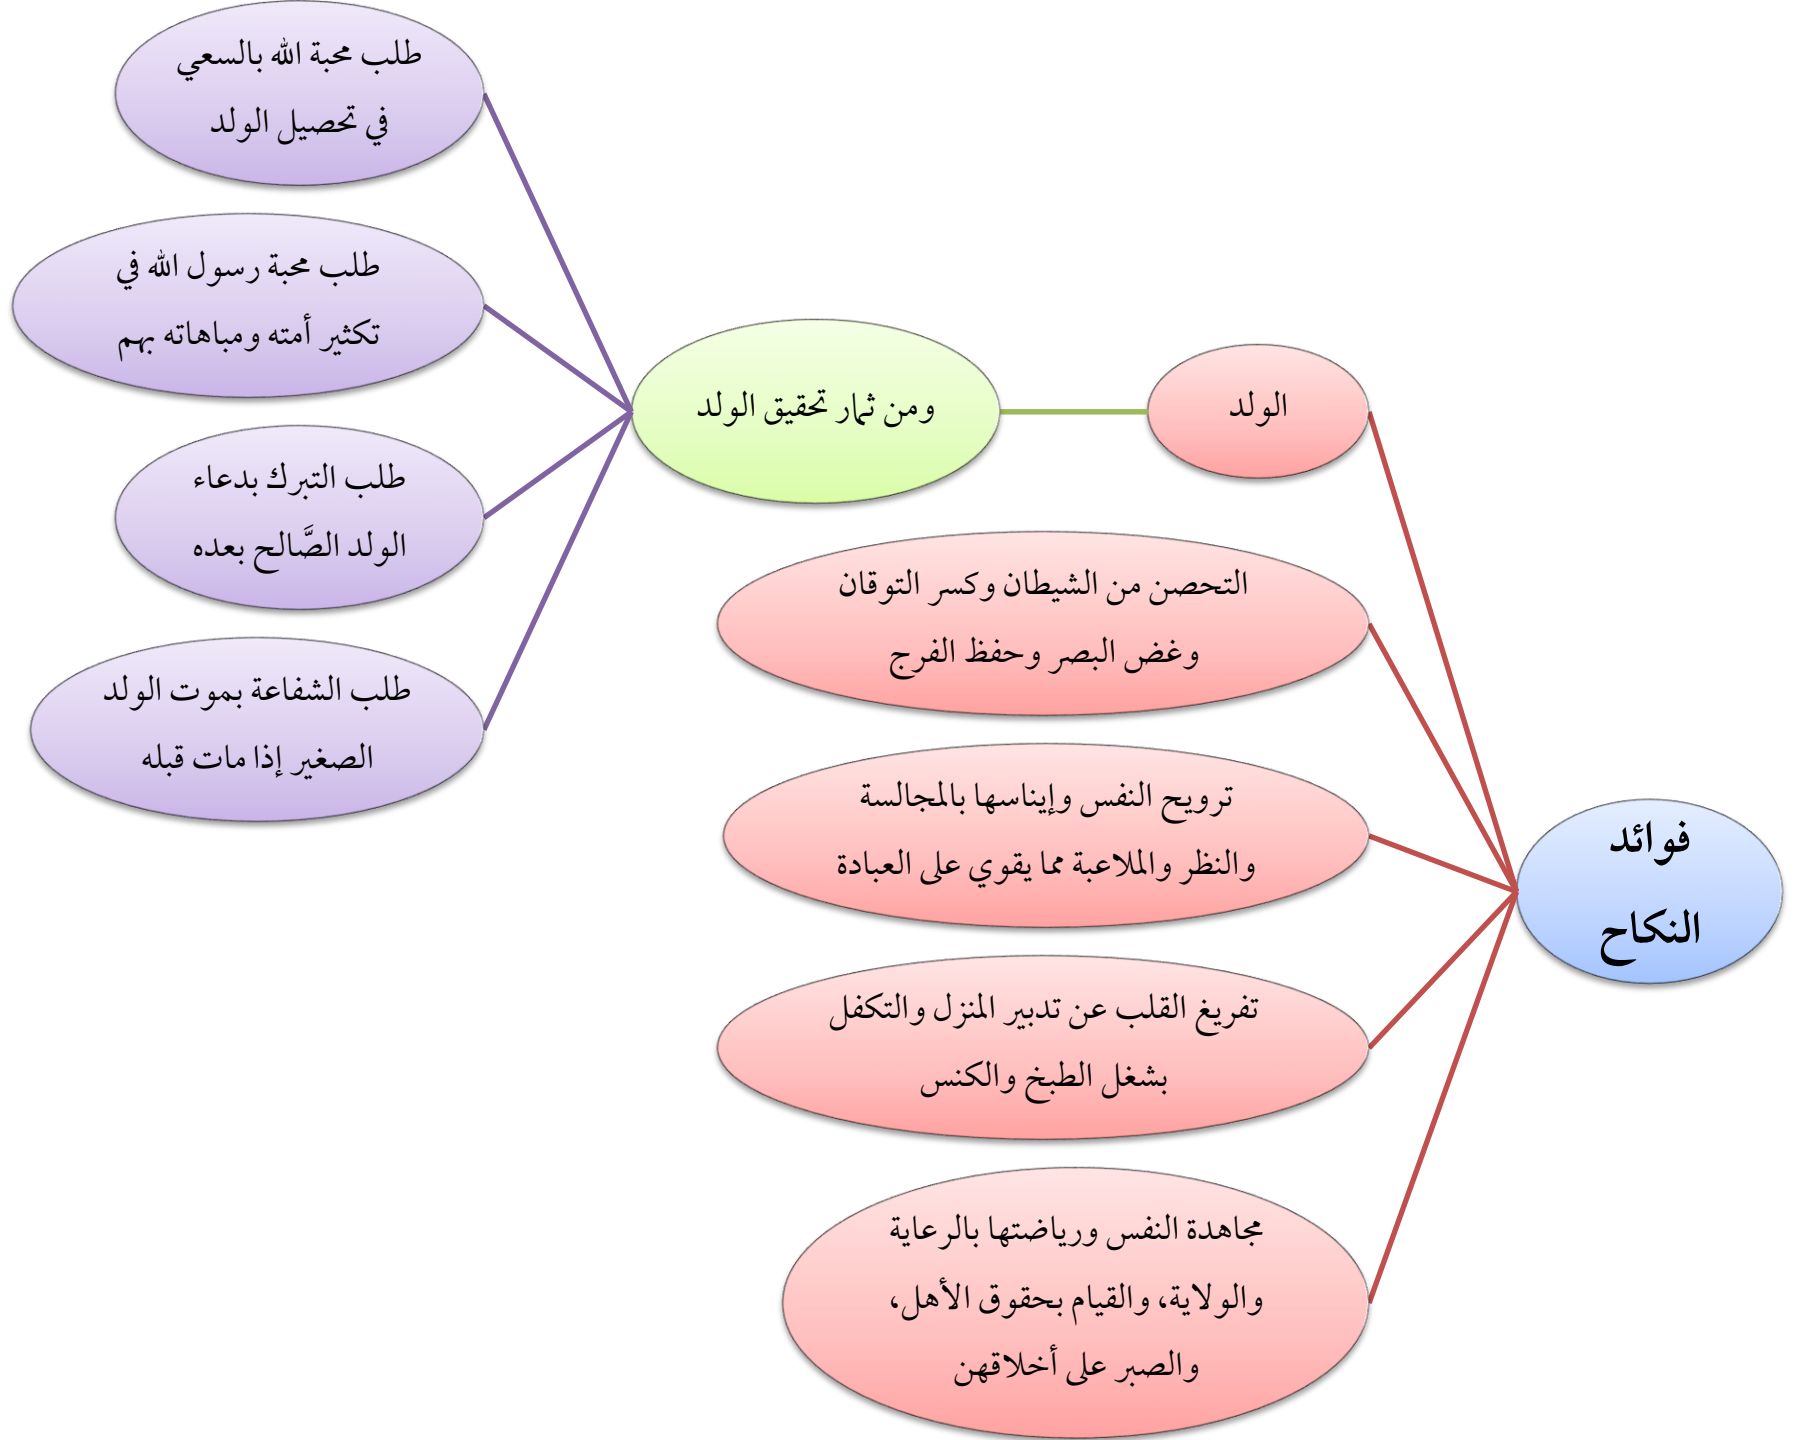 فوائد
النكاح
الولد
ومن ثمار تحقيق الولد
طلب محبة الله بالسعي
في تحصيل الولد
طلب محبة رسول الله في
تكثير أمته ومباهاته بهم
طلب التبرك بدعاء
الولد الصَّالح بعده
طلب الشفاعة بموت الولد
الصغير إذا مات قبله
التحصن من الشيطان وكسر التوقان
وغض البصر وحفظ الفرج
ترويح النفس وإيناسها بالمجالسة
والنظر والملاعبة مما يقوي على العبادة
تفريغ القلب عن تدبير المنزل والتكفل
بشغل الطبخ والكنس
مجاهدة النفس ورياضتها بالرعاية
والولاية، والقيام بحقوق الأهل،
والصبر على أخلاقهن